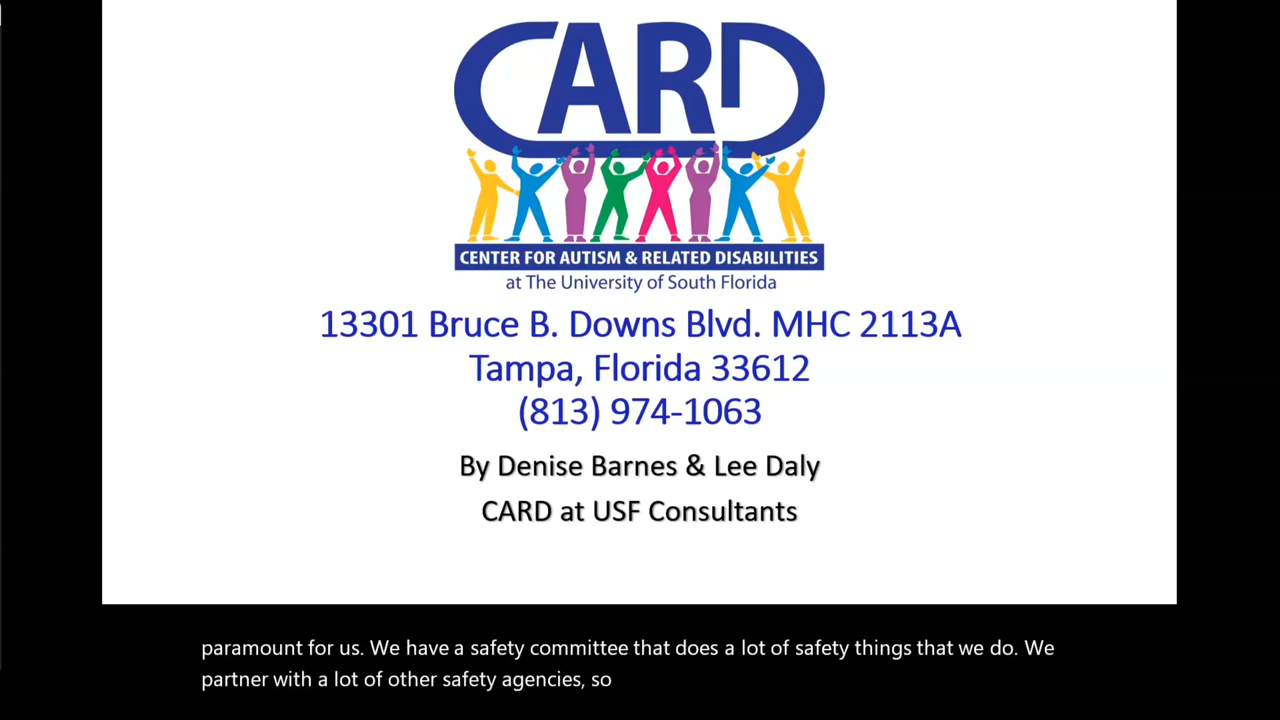 CARD
CENTER FOR AUTISM & RELATED DISABILITIES
at The University of South Florida
13301 Bruce B. Downs Blvd. MHC 2113A
Tampa, Florida 33612
(813) 974-1063
By Denise Barnes & Lee Daly
CARD at USF Consultants
paramount for us. We have a safety committee that does a lot of safety things that we do. We
partner with a lot of other safety agencies, so